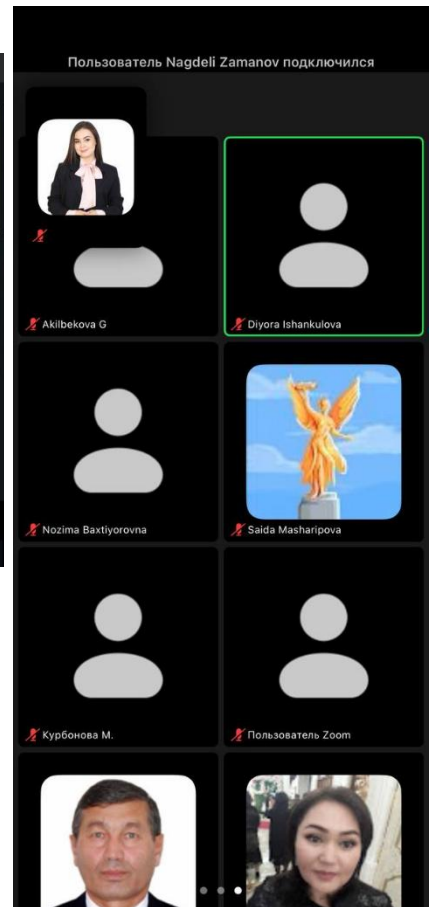 Пользователь Nagdeli Zamanov подключился
Akilbekova G
Diyora Ishankulova
Nozima Baxtiyorovna
Saida Masharipova
Курбонова М.
Пользователь Zoom